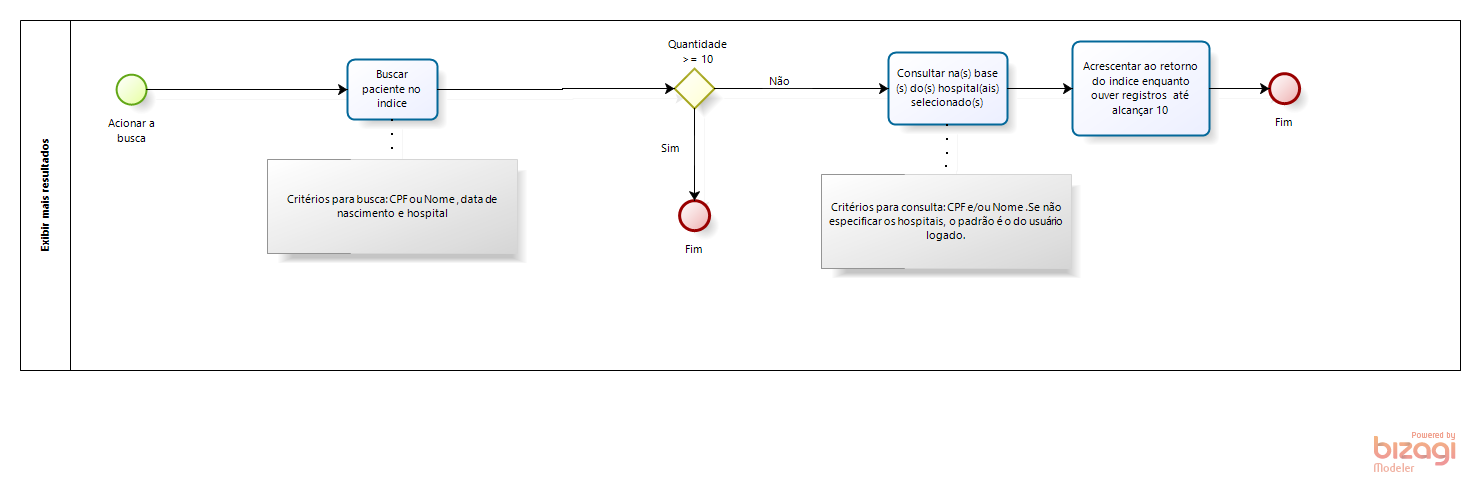 Exibir mais resultados
Acionar a
busca
Buscar
paciente no
indice
Critérios para busca: CPF ou Nome , data de
nascimento e hospital
Quantidade
>= 10
Não
Sim
Fim
Consultar na(s) base
(s) do(s) hospital(ais)
selecionado(s)
Critérios para consulta: CPF e/ou Nome .Se não
especificar os hospitais, o padrão é o do usuário
logado.
Acrescentar ao retorno
do indice enquanto
ouver registros até
alcançar 10
Fim
Powered by
bizagi
Modeler